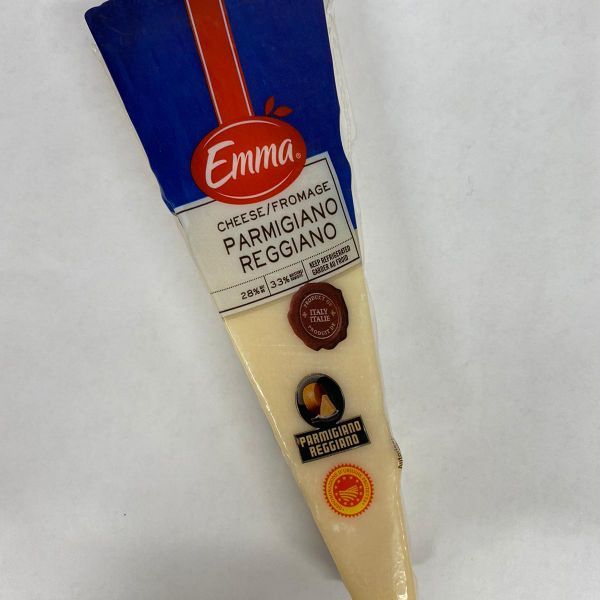 Emma®
CHEESE/FROMAGE
PARMIGIANO
REGGIANO
28% 33%
KEEP REFRIGERATED
GARDER AU FROID
PRODUCT OF
ITALY
ITALIE
PRODUIT DE
PARMIGIANO
REGGIANO